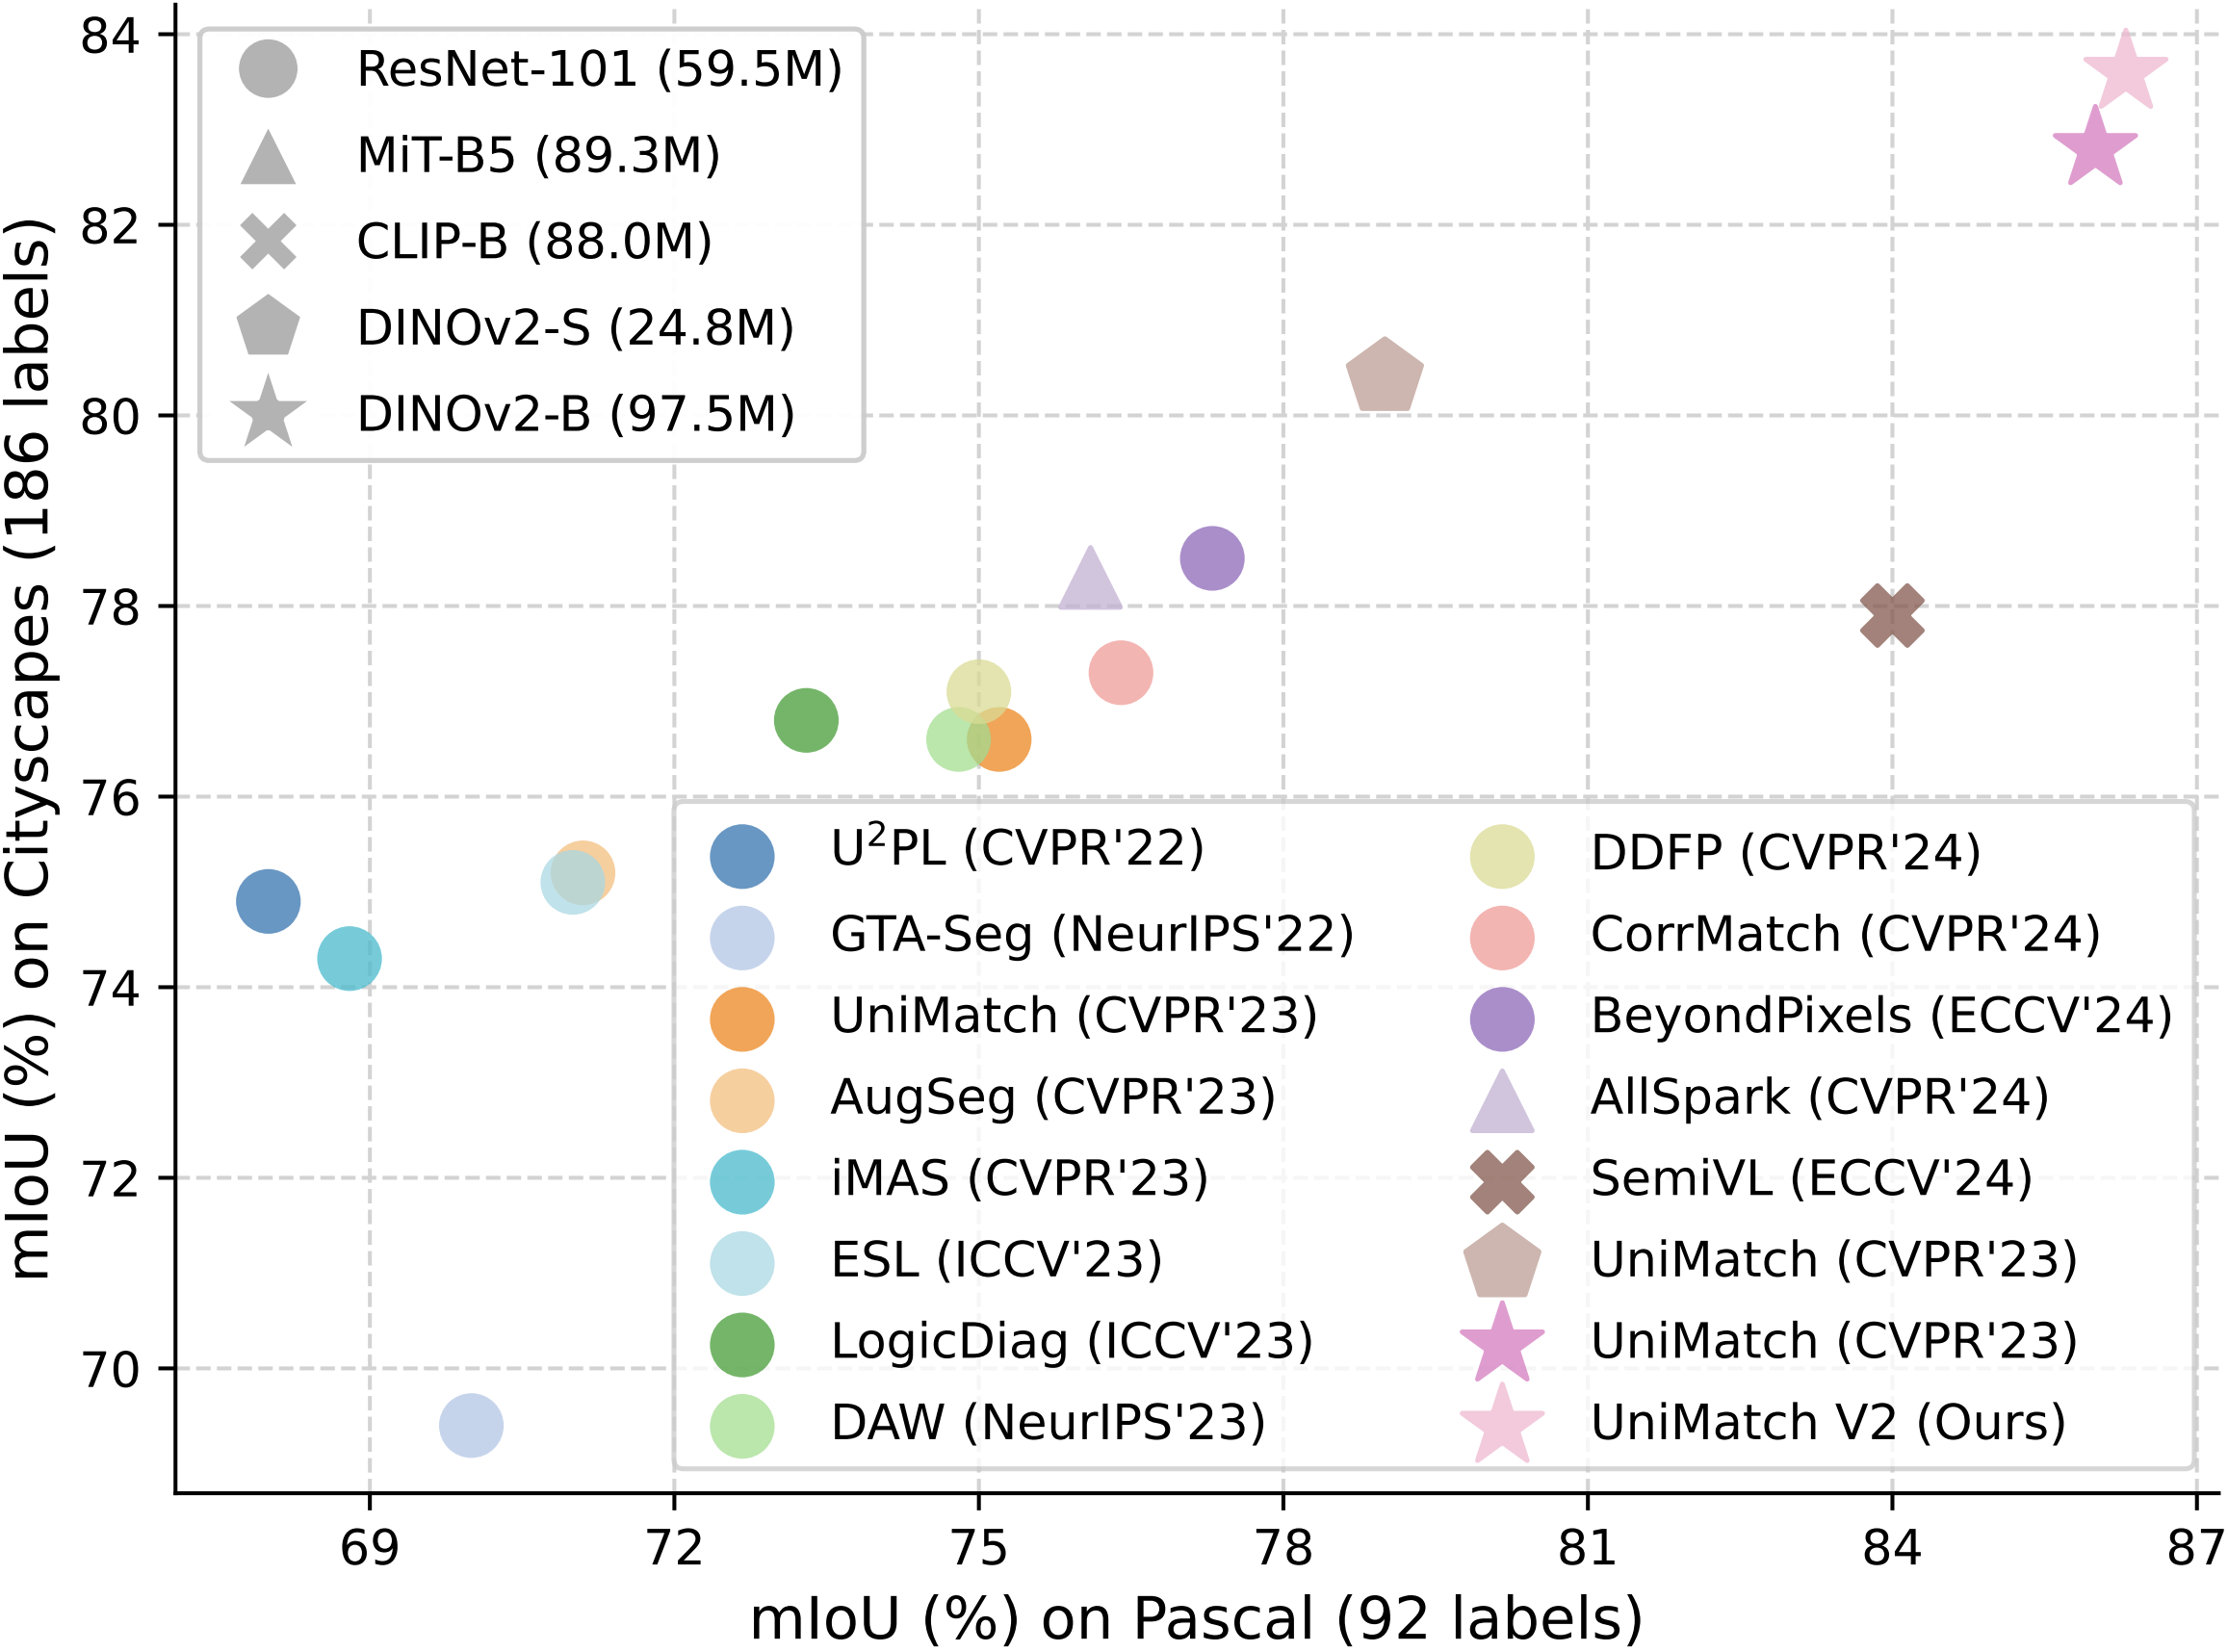 mIoU (%) on Cityscapes (186 labels)
84
82
80
78
76
74
72
70
ResNet-101 (59.5M)
MiT-B5 (89.3M)
CLIP-B (88.0M)
DINOv2-S (24.8M)
DINOv2-B (97.5M)
U²PL (CVPR'22)
GTA-Seg (NeurIPS'22)
UniMatch (CVPR'23)
AugSeg (CVPR'23)
iMAS (CVPR'23)
ESL (ICCV'23)
LogicDiag (ICCV'23)
DAW (NeurIPS'23)
DDFP (CVPR'24)
CorrMatch (CVPR'24)
BeyondPixels (ECCV'24)
AllSpark (CVPR'24)
SemiVL (ECCV'24)
UniMatch (CVPR'23)
UniMatch (CVPR'23)
UniMatch V2 (Ours)
69 72 75 78 81 84 87
mIoU (%) on Pascal (92 labels)